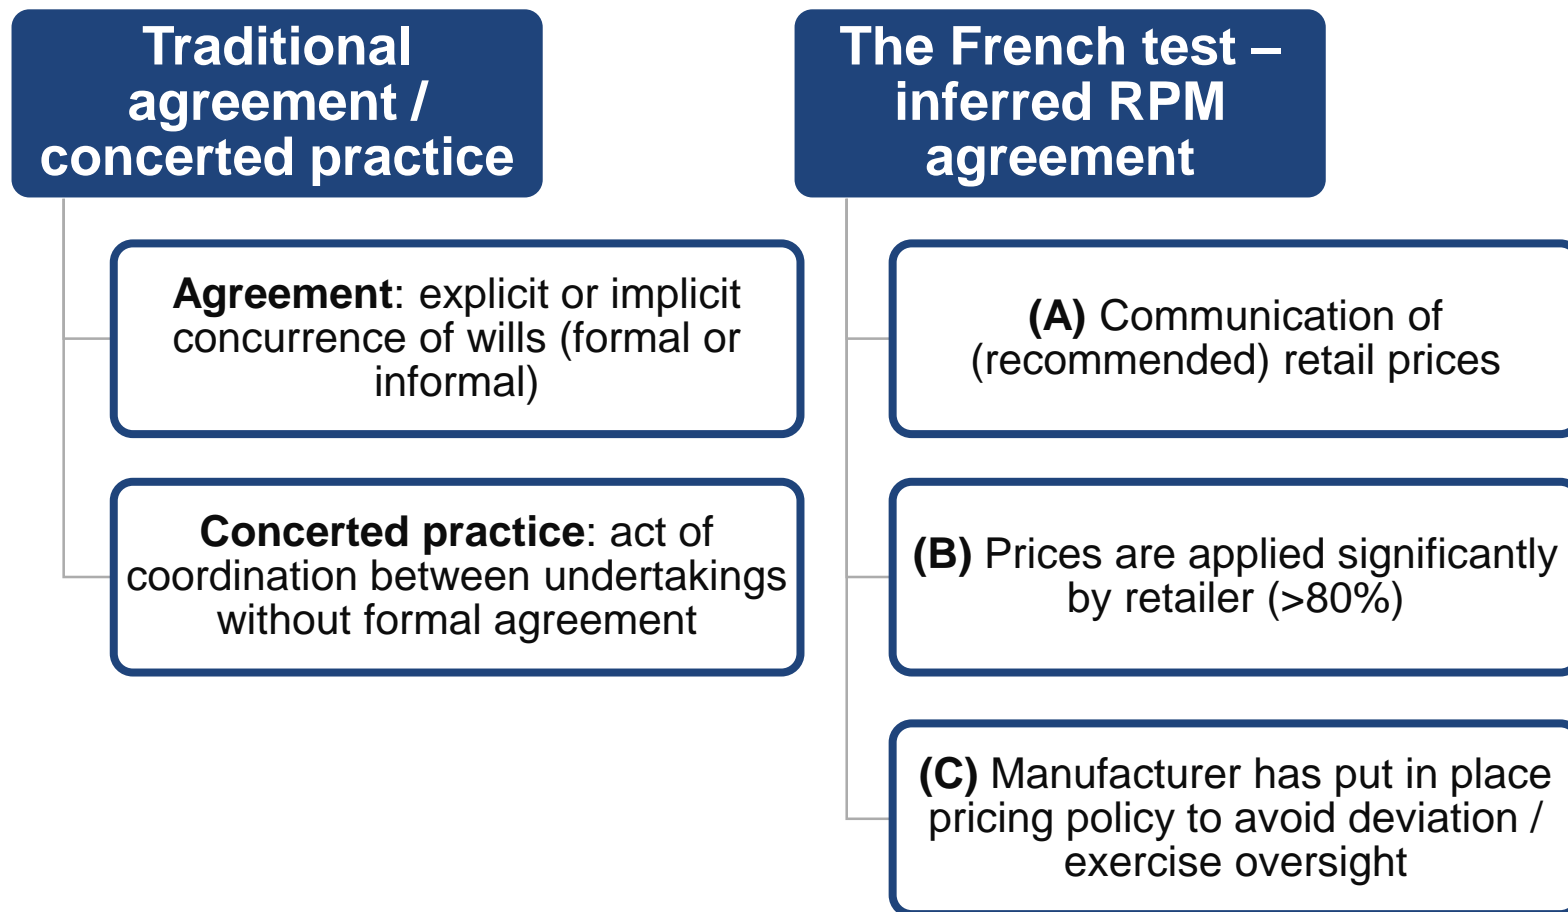 Traditional
agreement /
concerted practice
Agreement: explicit or implicit
concurrence of wills (formal or
informal)
Concerted practice: act of
coordination between undertakings
without formal agreement
The French test –
inferred RPM
agreement
(A) Communication of
(recommended) retail prices
(B) Prices are applied significantly
by retailer (>80%)
(C) Manufacturer has put in place
pricing policy to avoid deviation /
exercise oversight